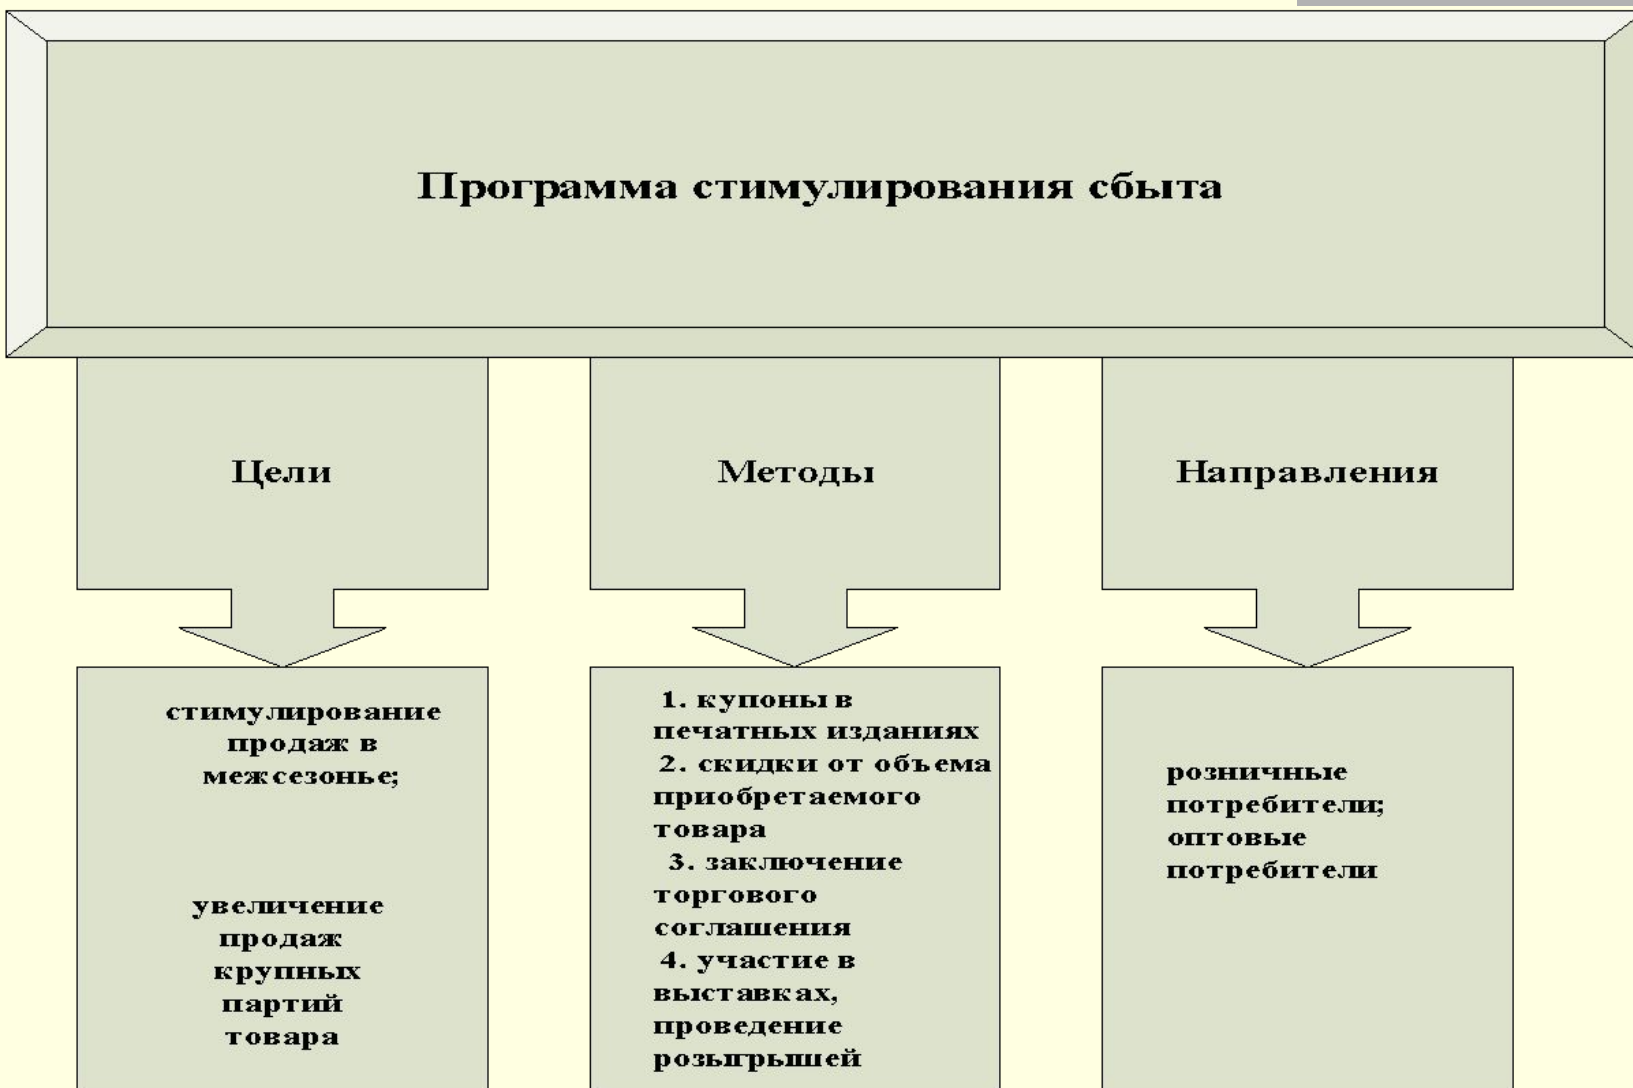 Программа стимулирования сбыта
Цели
Методы
Направления
стимулирование
продаж в
межсезонье;
увеличение
продаж
крупных
партий
товара
1. купоны в
печатных изданиях
2. скидки от объема
приобретаемого
товара
3. заключение
торгового
соглашения
4. участие в
выставках,
проведение
розыгрышей
розничные
потребители;
оптовые
потребители